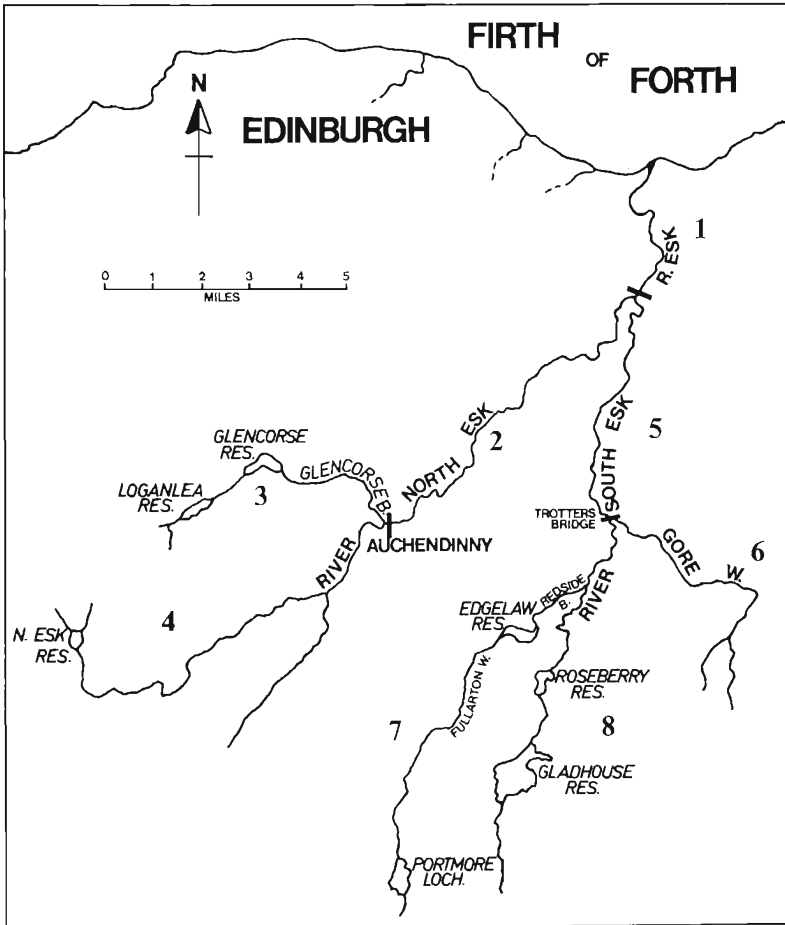 FIRTH
OF
FORTH
N
EDINBURGH
0 1 2 3 4 5
MILES
1
R. ESK
GLENCORSE
RES.
GLENCORSE B.
NORTH ESK
2
SOUTH ESK
5
LOGANLEA
RES.
3
TROTTERS
BRIDGE
AUCHENDINNY
GORE W.
6
RIVER
REDSIDE
B.
RIVER
EDGELAW
RES.
4
N. ESK
RES.
FULLARTON W.
ROSEBERRY
RES.
7
8
GLADHOUSE
RES.
PORTMORE
LOCH.